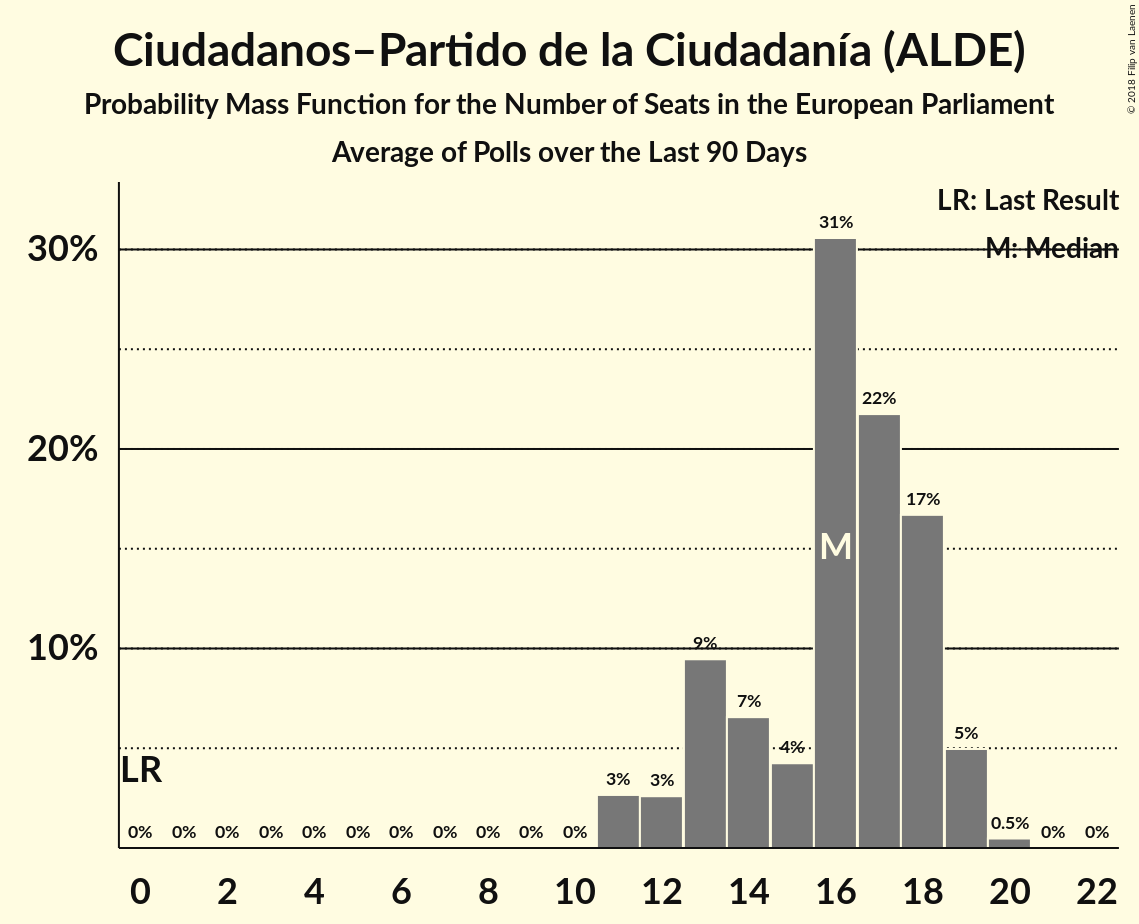 Ciudadanos–Partido de la Ciudadanía (ALDE)
Probability Mass Function for the Number of Seats in the European Parliament
Average of Polls over the Last 90 Days
© 2018 Filip van Laenen
LR: Last Result
M: Median
30%
20%
10%
31%
22%
17%
M
9%
7%
4%
5%
LR
3%
3%
0.5%
0% 0% 0% 0% 0% 0% 0% 0% 0% 0% 0% 0% 0%
0 2 4 6 8 10 12 14 16 18 20 22